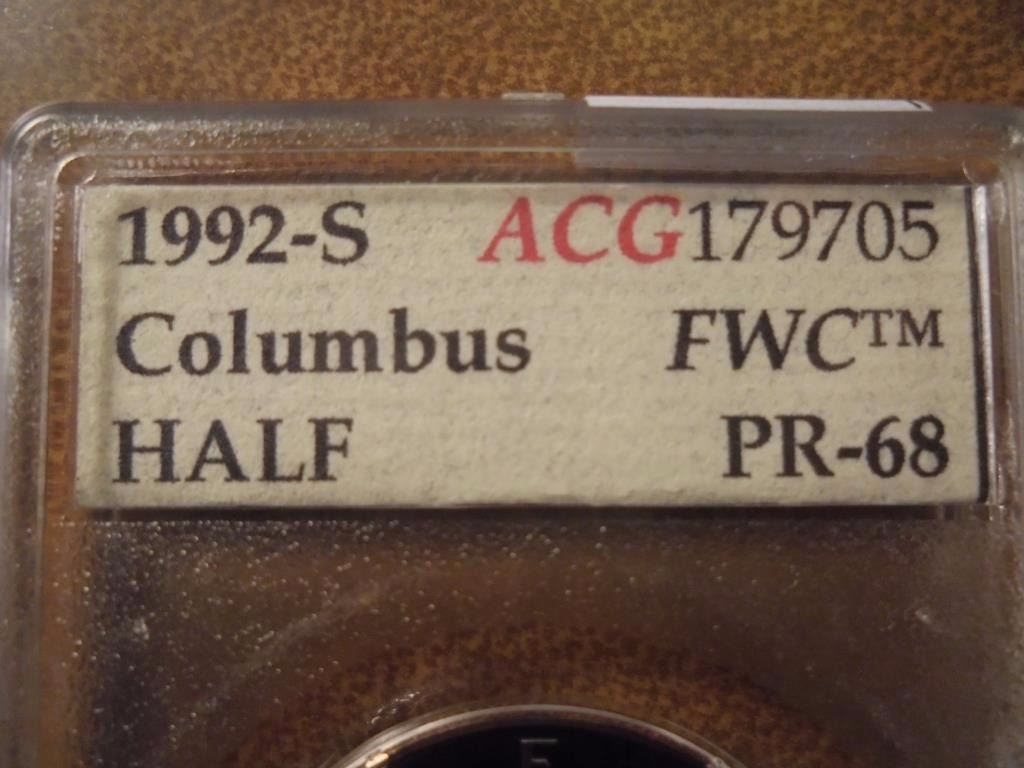 1992-S ACG179705
Columbus FWC™
HALF PR-68
E